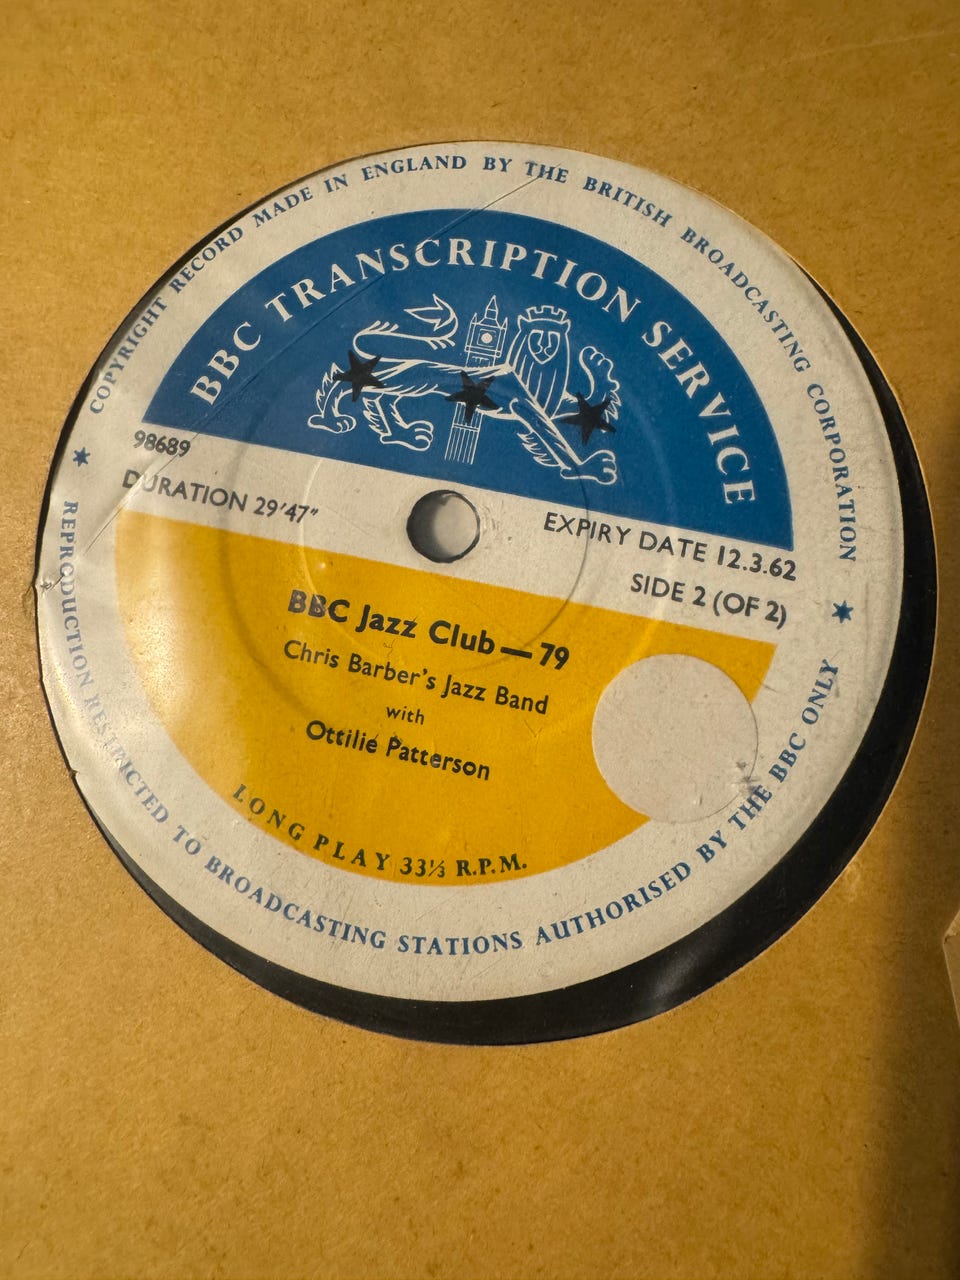 COPYRIGHT RECORD MADE IN ENGLAND BY THE BRITISH BROADCASTING CORPORATION
BBC TRANSCRIPTION SERVICE
98689
DURATION 29'47"
EXPIRY DATE 12.3.62
SIDE 2 (OF 2)
BBC Jazz Club — 79
Chris Barber's Jazz Band
with
Ottilie Patterson
LONG PLAY 33⅓ R.P.M.
REPRODUCTION RESTRICTED TO BROADCASTING STATIONS AUTHORISED BY THE BBC ONLY